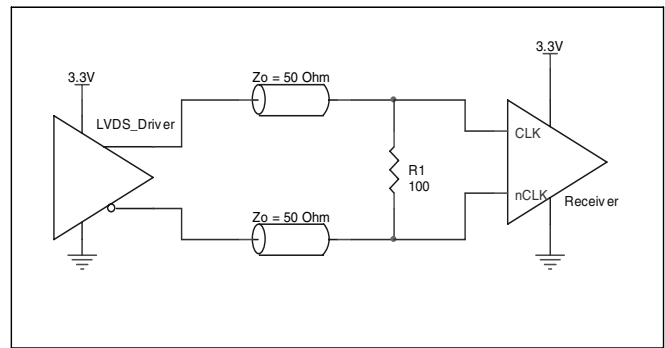 3.3V
LVDS_Driver
Zo = 50 Ohm
Zo = 50 Ohm
R1
100
3.3V
CLK
nCLK
Receiver